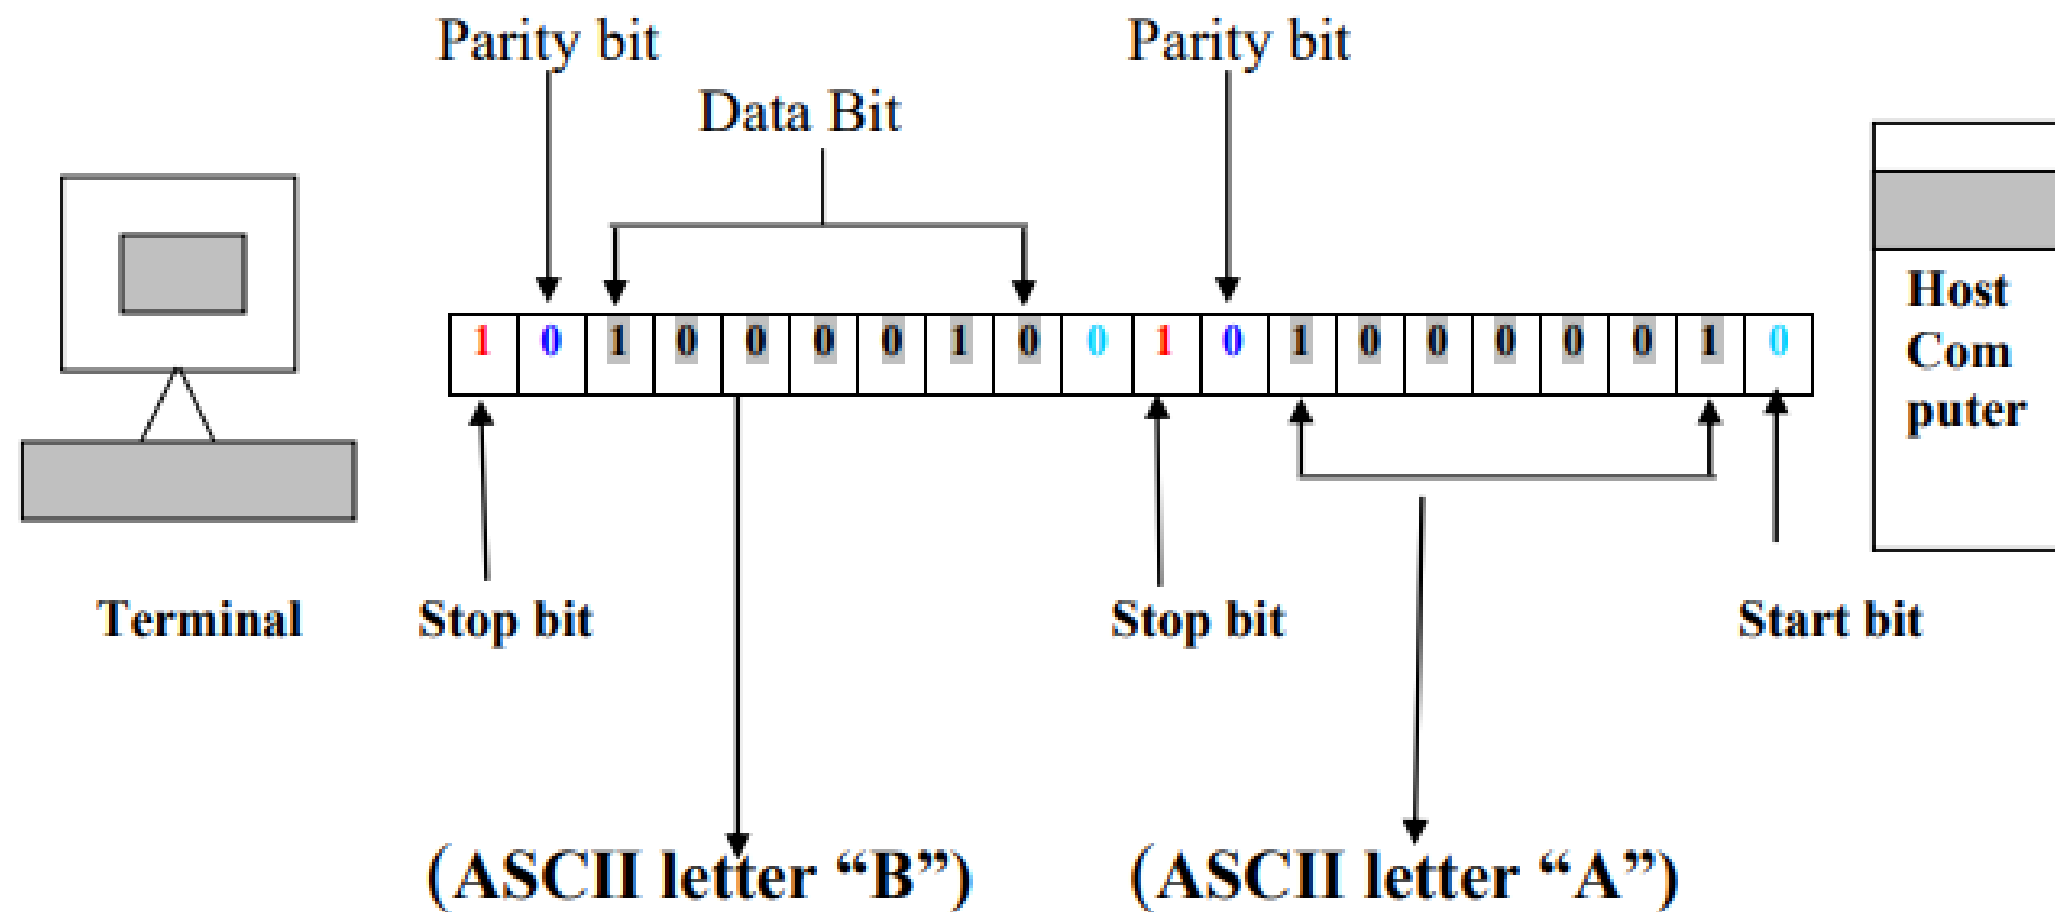 Parity bit Parity bit
Data Bit
1 0 1 0 0 0 0 1 0 0 1 0 1 0 0 0 0 0 1 0
Host
Com
puter
Terminal Stop bit Stop bit Start bit
(ASCII letter “B”) (ASCII letter “A”)